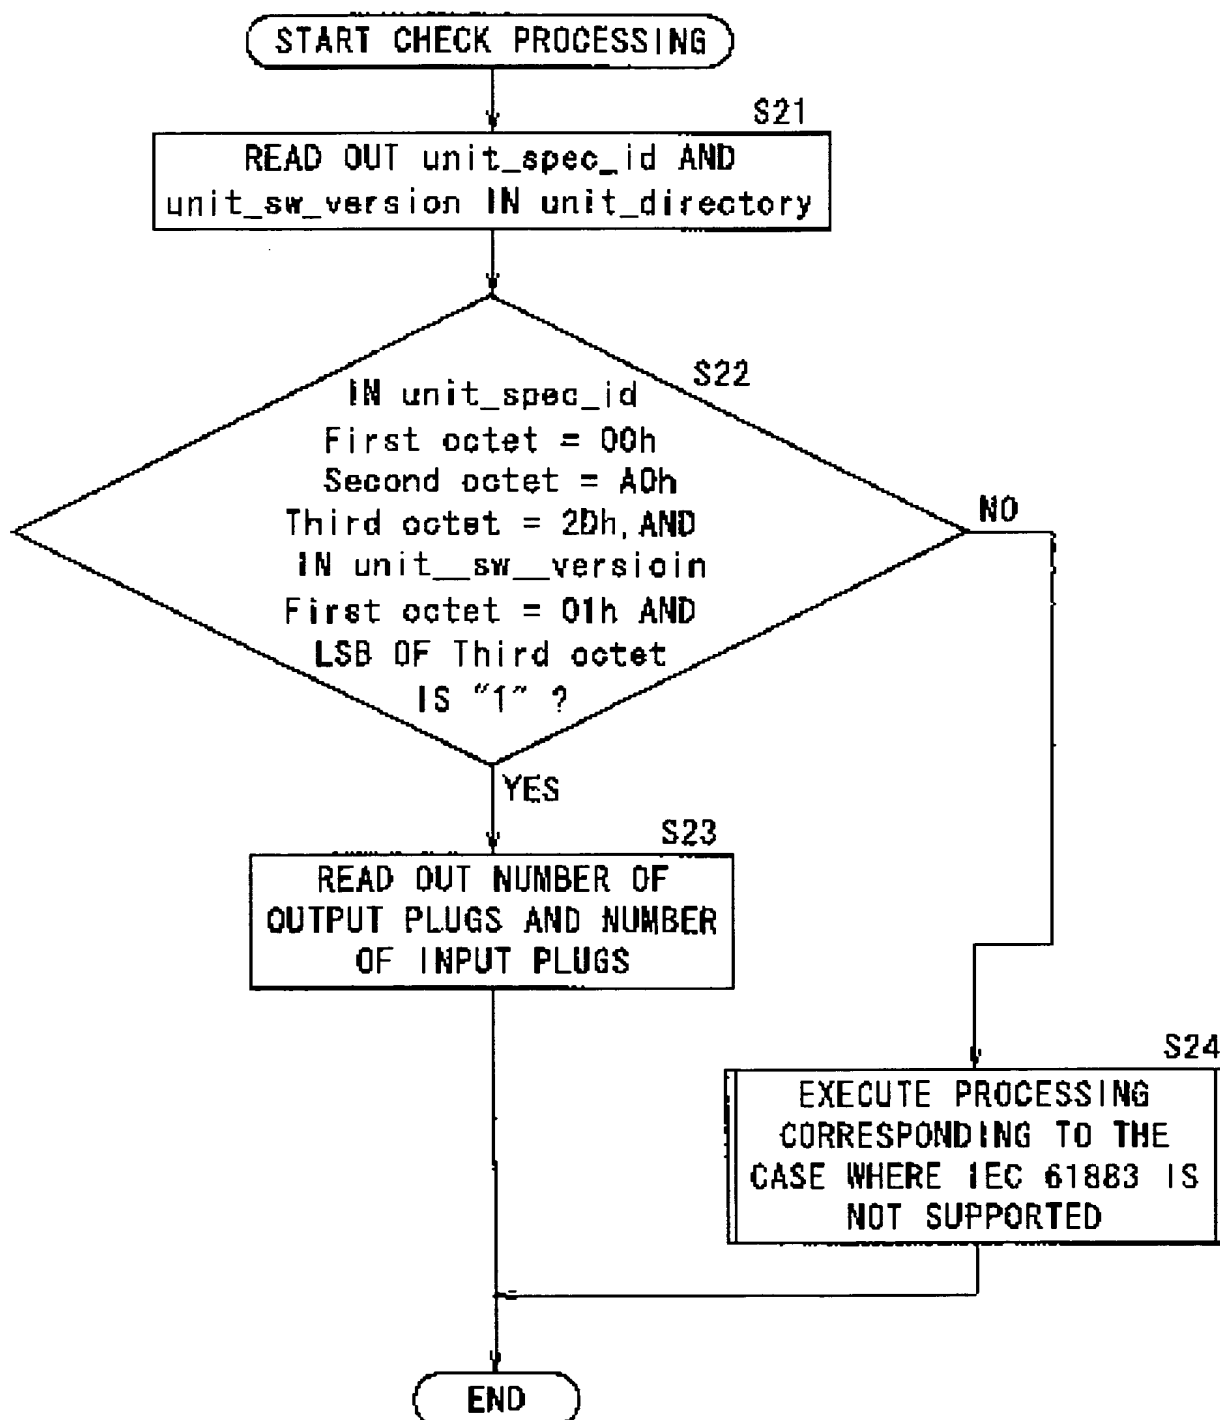 START CHECK PROCESSING
S21
READ OUT unit_spec_id AND
unit_sw_version IN unit_directory
S22
IN unit_spec_id
First octet = 00h
Second octet = A0h
Third octet = 2Dh, AND
IN unit__sw__versioin
First octet = 01h AND
LSB OF Third octet
IS "1" ?
NO
YES
S23
READ OUT NUMBER OF
OUTPUT PLUGS AND NUMBER
OF INPUT PLUGS
S24
EXECUTE PROCESSING
CORRESPONDING TO THE
CASE WHERE IEC 61883 IS
NOT SUPPORTED
END